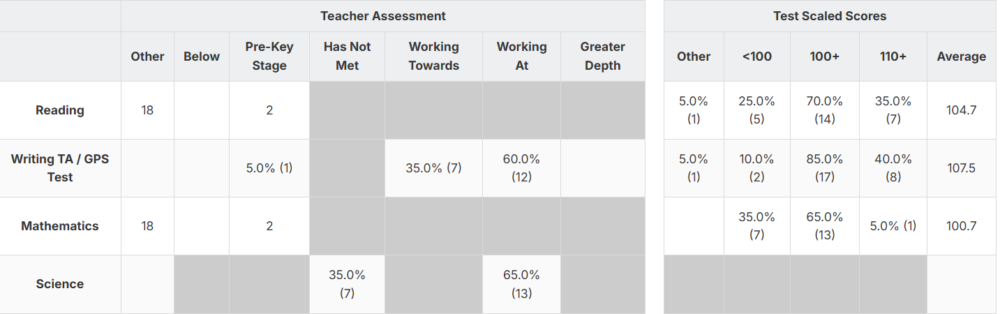 Teacher Assessment
Test Scaled Scores
Other
Below
Pre-Key
Stage
Has Not
Met
Working
Towards
Working
At
Greater
Depth
Other
<100
100+
110+
Average
Reading
18
2
5.0%
(1)
25.0%
(5)
70.0%
(14)
35.0%
(7)
104.7
Writing TA / GPS
Test
5.0% (1)
35.0% (7)
60.0%
(12)
5.0%
(1)
10.0%
(2)
85.0%
(17)
40.0%
(8)
107.5
Mathematics
18
2
35.0%
(7)
65.0%
(13)
5.0% (1)
100.7
Science
35.0%
(7)
65.0%
(13)